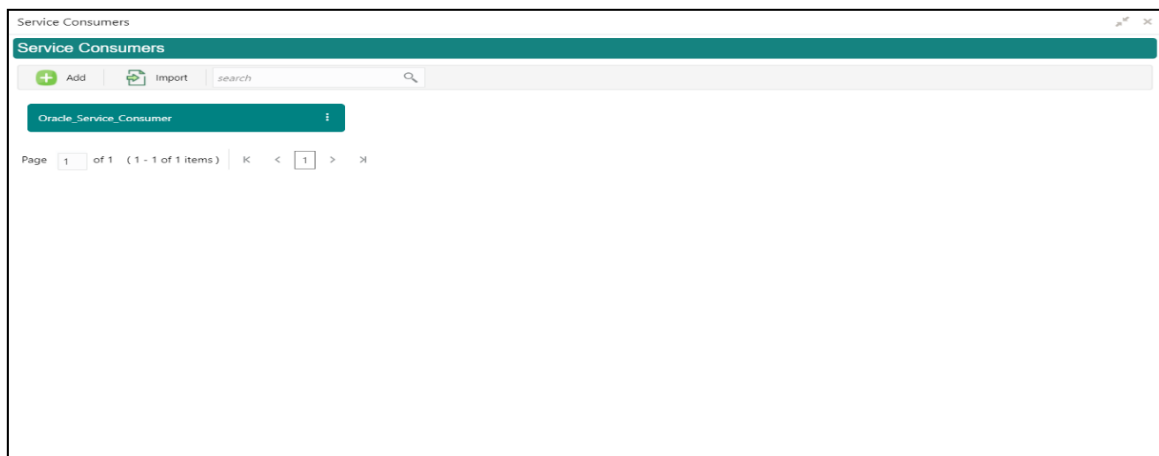 Service Consumers
Service Consumers
Add Import search
Oracle_Service_Consumer
Page 1 of 1 ( 1 - 1 of 1 items ) K < 1 > >|